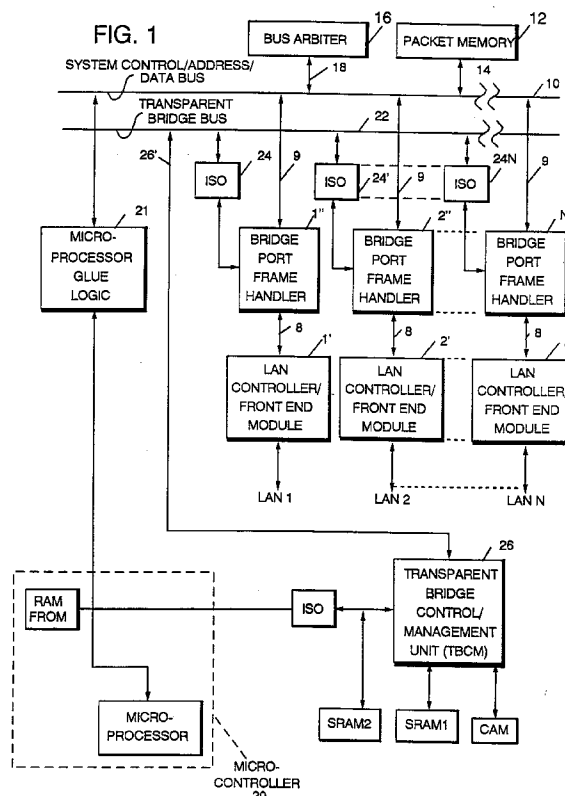 FIG. 1
BUS ARBITER
16
PACKET MEMORY
12
SYSTEM CONTROL/ADDRESS/
DATA BUS
18
14
10
TRANSPARENT
BRIDGE BUS
22
26'
ISO
24
9
ISO
24'
9
ISO
24N
9
21
MICRO-
PROCESSOR
GLUE
LOGIC
1"
BRIDGE
PORT
FRAME
HANDLER
2"
BRIDGE
PORT
FRAME
HANDLER
BRIDGE
PORT
FRAME
HANDLER
8
8
8
1'
LAN
CONTROLLER/
FRONT END
MODULE
2'
LAN
CONTROLLER/
FRONT END
MODULE
LAN
CONTROLLER/
FRONT END
MODULE
LAN 1
LAN 2
LAN N
26
TRANSPARENT
BRIDGE
CONTROL/
MANAGEMENT
UNIT (TBCM)
RAM
FROM
ISO
MICRO-
PROCESSOR
SRAM2
SRAM1
CAM
MICRO-
CONTROLLER